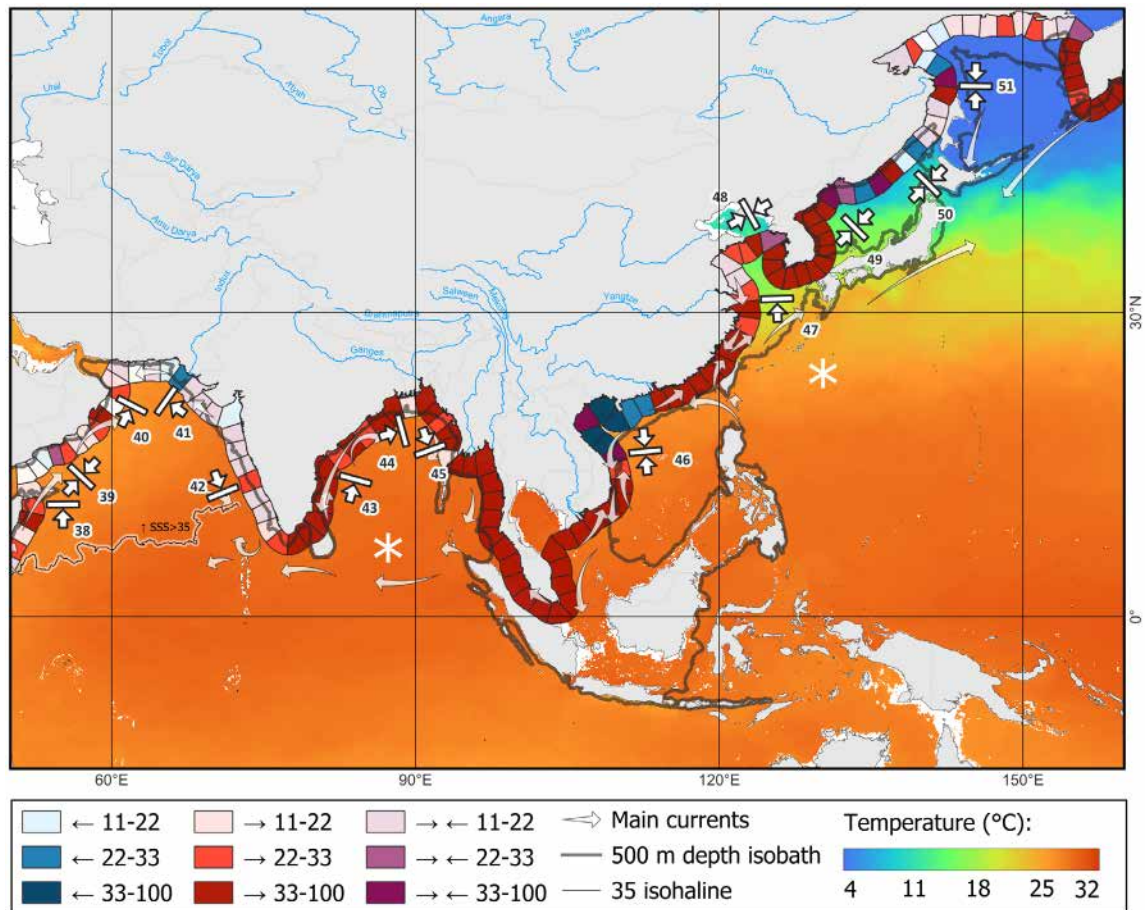 Angara
Lena
Tobol
Ob
Irtysh
Amur
Ural
51
48
Syr Darya
50
Amu Darya
49
Indus
Salween
Mekong
Yangtze
30°N
Brahmaputra
47
Ganges
40
41
44
45
46
39
42
43
38
↑ SSS>35
0°
60°E
90°E
120°E
150°E
← 11-22 → 11-22 → ← 11-22 Main currents Temperature (°C):
← 22-33 → 22-33 → ← 22-33 500 m depth isobath
← 33-100 → 33-100 → ← 33-100 35 isohaline 4 11 18 25 32